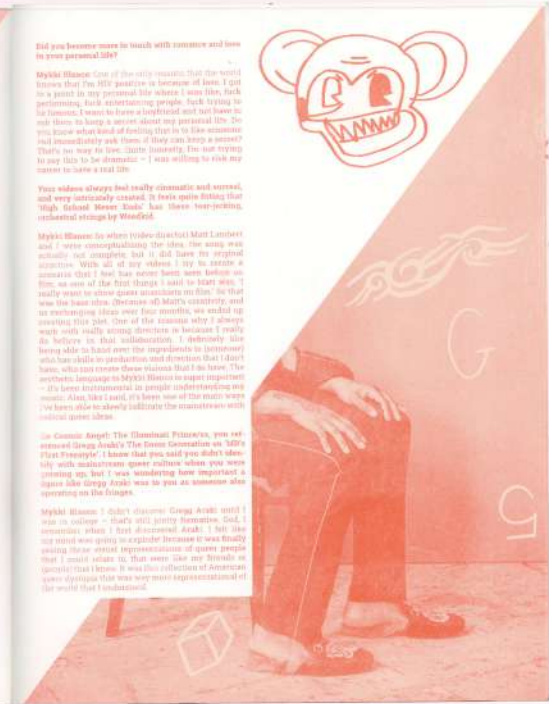 Did you become more in touch with romance and love
in your personal life?
Mykki Blanco: One of the only reasons that the world
knows that I'm HIV positive is because of love. I got
to a point in my personal life where I was like, fuck
performing, fuck entertaining people, fuck trying to
be famous, I want to have a boyfriend and not have to
ask them to keep a secret about my personal life. Do
you know what kind of feeling that is to like someone
and immediately ask them if they can keep a secret?
That's no way to live. Quite honestly, I'm not trying
to say this to be dramatic – I was willing to risk my
career to have a real life.
Your videos always feel really cinematic and surreal,
and very intricately created. It feels quite fitting that
'High School Never Ends' has these tear-jerking,
orchestral strings by Woodkid.
Mykki Blanco: So when (video director) Matt Lambert
and I were conceptualising the idea, the song was
actually not complete, but it did have its original
structure. With all of my videos, I try to create a
scenario that I feel has never been seen before on
film, so one of the first things I said to Matt was, 'I
really want to show queer anarchists on film.' So that
was the base idea. (Because of) Matt's creativity, and
us exchanging ideas over four months, we ended up
creating this plot. One of the reasons why I always
work with really strong directors is because I really
do believe in that collaboration. I definitely like
being able to hand over the ingredients to (someone)
who has skills in production and direction that I don't
have, who can create these visions that I do have. The
aesthetic language to Mykki Blanco is super important
– it's been instrumental in people understanding my
music. Also, like I said, it's been one of the main ways
I've been able to slowly infiltrate the mainstream with
radical queer ideas.
On Cosmic Angel: The Illuminati Prince/ss, you ref-
erenced Gregg Araki's The Doom Generation on
First Freestyle'. I know that you said you didn't iden-
tify with mainstream queer culture when you were
growing up, but I was wondering how important a
figure like Gregg Araki was to you as someone also
operating on the fringes.
Mykki Blanco: I didn't discover Gregg Araki until I
was in college – that's still pretty formative. God, I
remember when I first discovered Araki. I felt like
my mind was going to explode because it was finally
seeing these weird representations of queer people
that I could relate to, that were like my friends or
(people) that I knew. It was this reflection of American
queer dystopia that was way more representational of
the world that I understood.
G
G